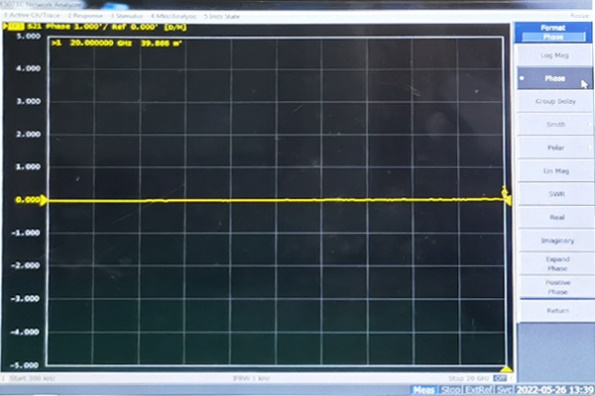 E5071C Network Analyzer
1 Active Ch/Trace 2 Response 3 Stimulus 4 Mkr/Analysis 5 Instr State
Resize
S21 Phase 1.000°/ Ref 0.000° [D/M]
>1 20.000000 GHz 39.886 m°
5.000
4.000
3.000
2.000
1.000
0.000
-1.000
-2.000
-3.000
-4.000
-5.000
1 Start 300 kHz IFBW 1 kHz Stop 20 GHz Off
Format
Phase
Log Mag
Phase
Group Delay
Smith
Polar
Lin Mag
SWR
Real
Imaginary
Expand
Phase
Positive
Phase
Return
Meas Stop ExtRef Svc 2022-05-26 13:39